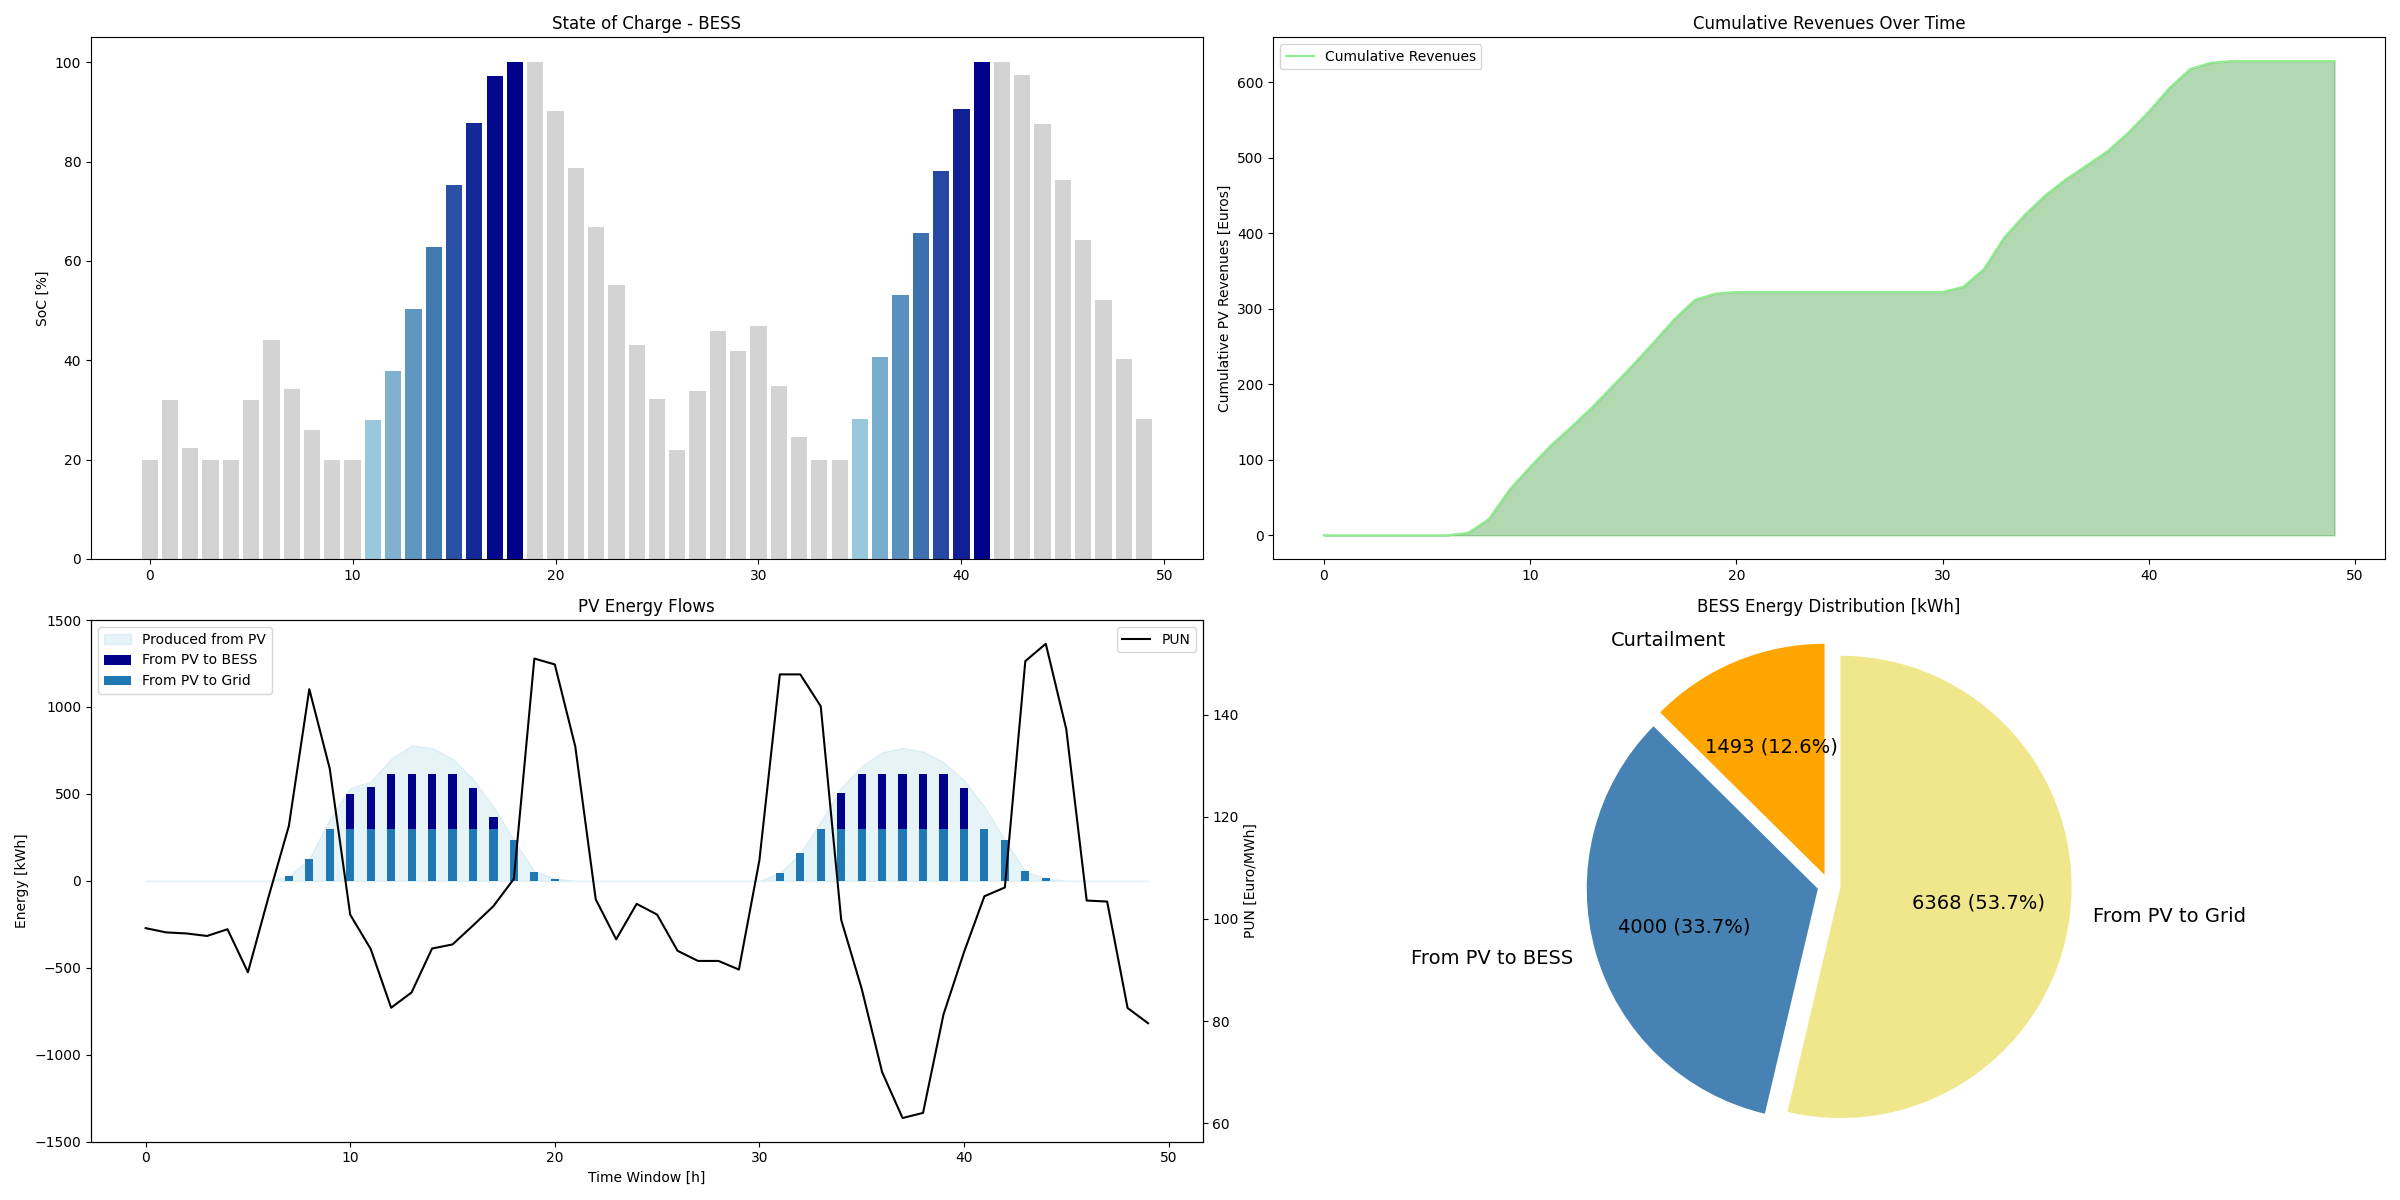 State of Charge - BESS
SoC [%]
100
80
60
40
20
0
0 10 20 30 40 50
Cumulative Revenues Over Time
Cumulative Revenues
Cumulative PV Revenues [Euros]
600
500
400
300
200
100
0
0 10 20 30 40 50
PV Energy Flows
Produced from PV
From PV to BESS
From PV to Grid
PUN
Energy [kWh]
1500
1000
500
0
−500
−1000
−1500
0 10 20 30 40 50
Time Window [h]
140
120
100
80
60
PUN [Euro/MWh]
BESS Energy Distribution [kWh]
Curtailment
1493 (12.6%)
4000 (33.7%)
From PV to BESS
6368 (53.7%)
From PV to Grid